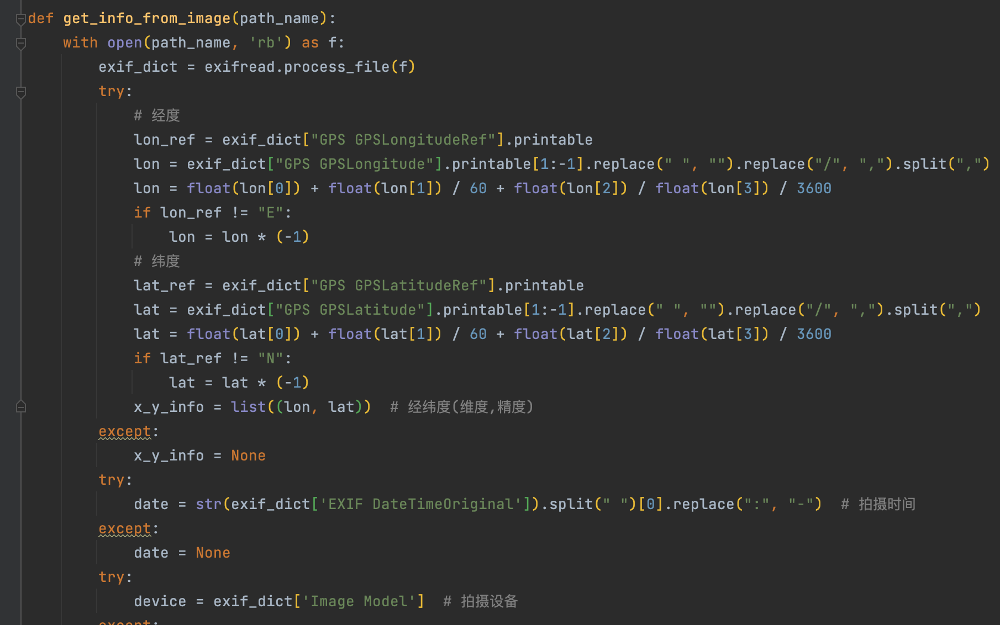 def get_info_from_image(path_name):
    with open(path_name, 'rb') as f:
        exif_dict = exifread.process_file(f)
        try:
            # 经度
            lon_ref = exif_dict["GPS GPSLongitudeRef"].printable
            lon = exif_dict["GPS GPSLongitude"].printable[1:-1].replace(" ", "").replace("/", ",").split(",")
            lon = float(lon[0]) + float(lon[1]) / 60 + float(lon[2]) / float(lon[3]) / 3600
            if lon_ref != "E":
                lon = lon * (-1)
            # 纬度
            lat_ref = exif_dict["GPS GPSLatitudeRef"].printable
            lat = exif_dict["GPS GPSLatitude"].printable[1:-1].replace(" ", "").replace("/", ",").split(",")
            lat = float(lat[0]) + float(lat[1]) / 60 + float(lat[2]) / float(lat[3]) / 3600
            if lat_ref != "N":
                lat = lat * (-1)
            x_y_info = list((lon, lat))  # 经纬度(维度,精度)
        except:
            x_y_info = None
        try:
            date = str(exif_dict['EXIF DateTimeOriginal']).split(" ")[0].replace(":", "-")  # 拍摄时间
        except:
            date = None
        try:
            device = exif_dict['Image Model']  # 拍摄设备
        except: